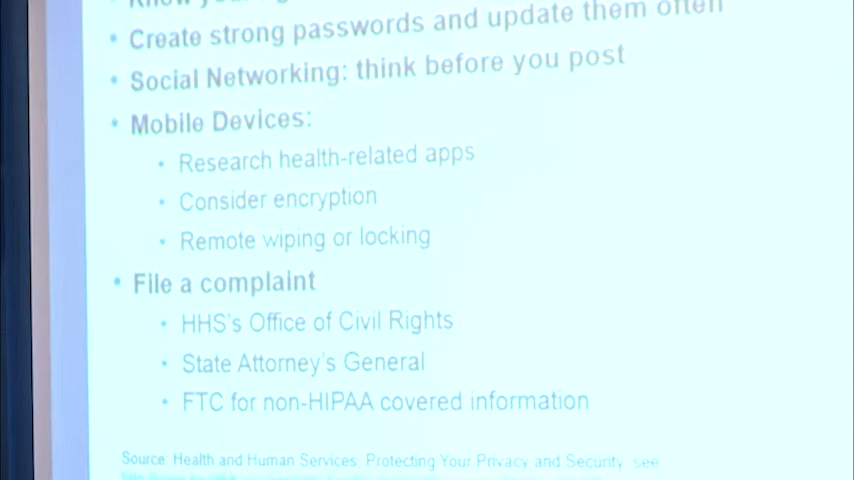 • Create strong passwords and update them often
• Social Networking: think before you post
• Mobile Devices:
• Research health-related apps
• Consider encryption
• Remote wiping or locking
• File a complaint
• HHS's Office of Civil Rights
• State Attorney's General
• FTC for non-HIPAA covered information
Source: Health and Human Services, Protecting Your Privacy and Security, see